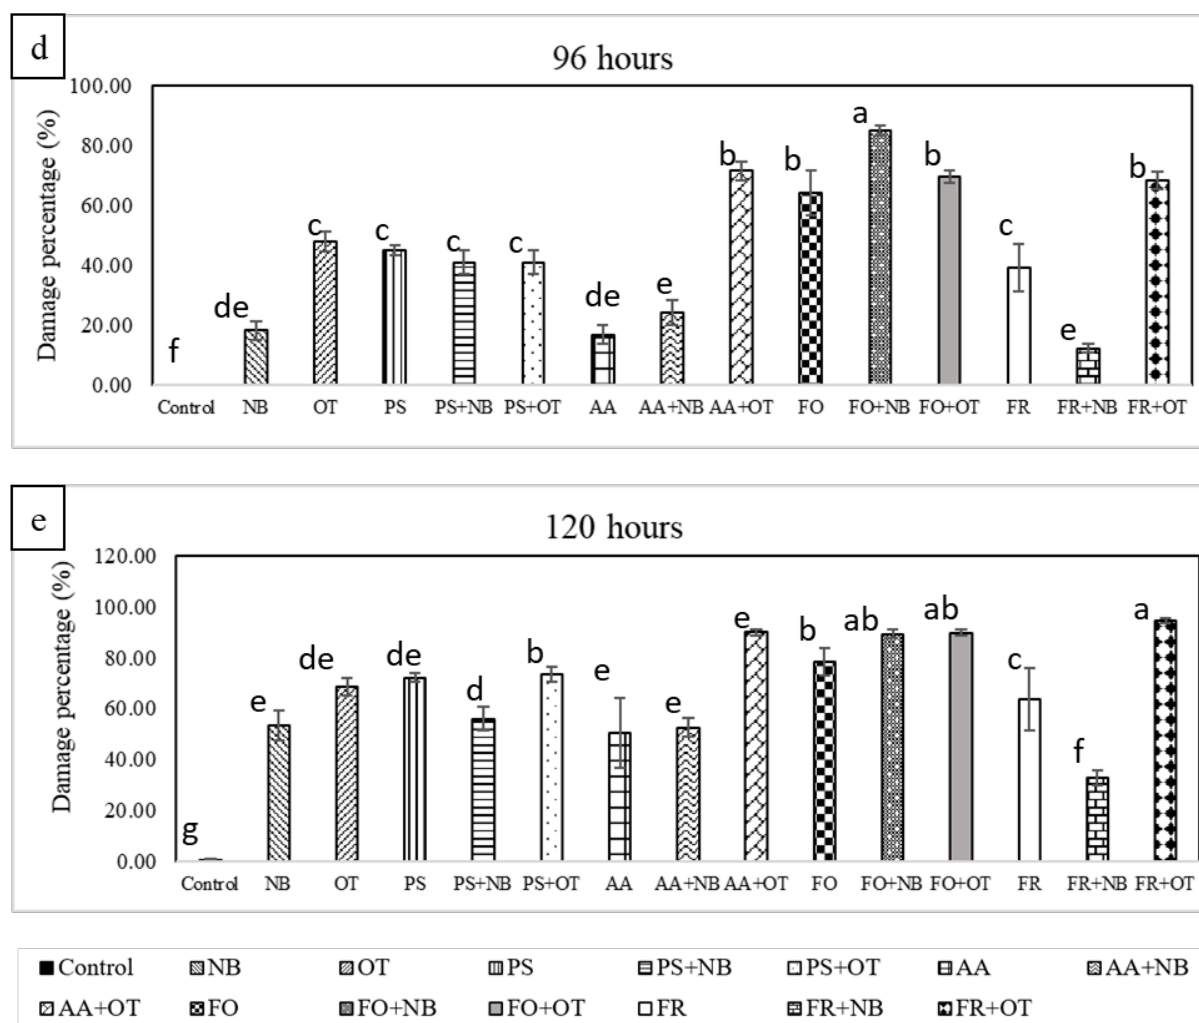 d
96 hours
Damage percentage (%)
100.00
80.00
60.00
40.00
20.00
0.00
f de c c c c de e b b a b c e b
Control NB OT PS PS+NB PS+OT AA AA+NB AA+OT FO FO+NB FO+OT FR FR+NB FR+OT
e
120 hours
Damage percentage (%)
120.00
100.00
80.00
60.00
40.00
20.00
0.00
g e de de d b e e e b ab ab c f a
Control NB OT PS PS+NB PS+OT AA AA+NB AA+OT FO FO+NB FO+OT FR FR+NB FR+OT
Control NB OT PS PS+NB PS+OT AA AA+NB
AA+OT FO FO+NB FO+OT FR FR+NB FR+OT